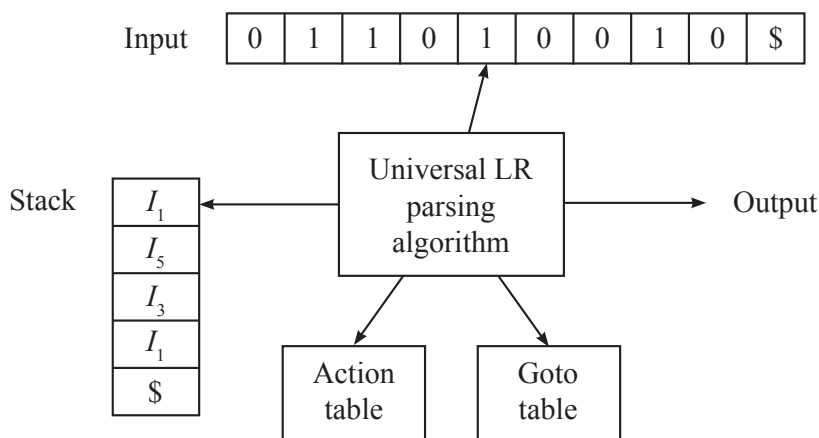 Input 0 1 1 0 1 0 0 1 0 $
Universal LR
parsing
algorithm
Stack
I₁
I₅
I₃
I₁
$
Output
Action
table
Goto
table